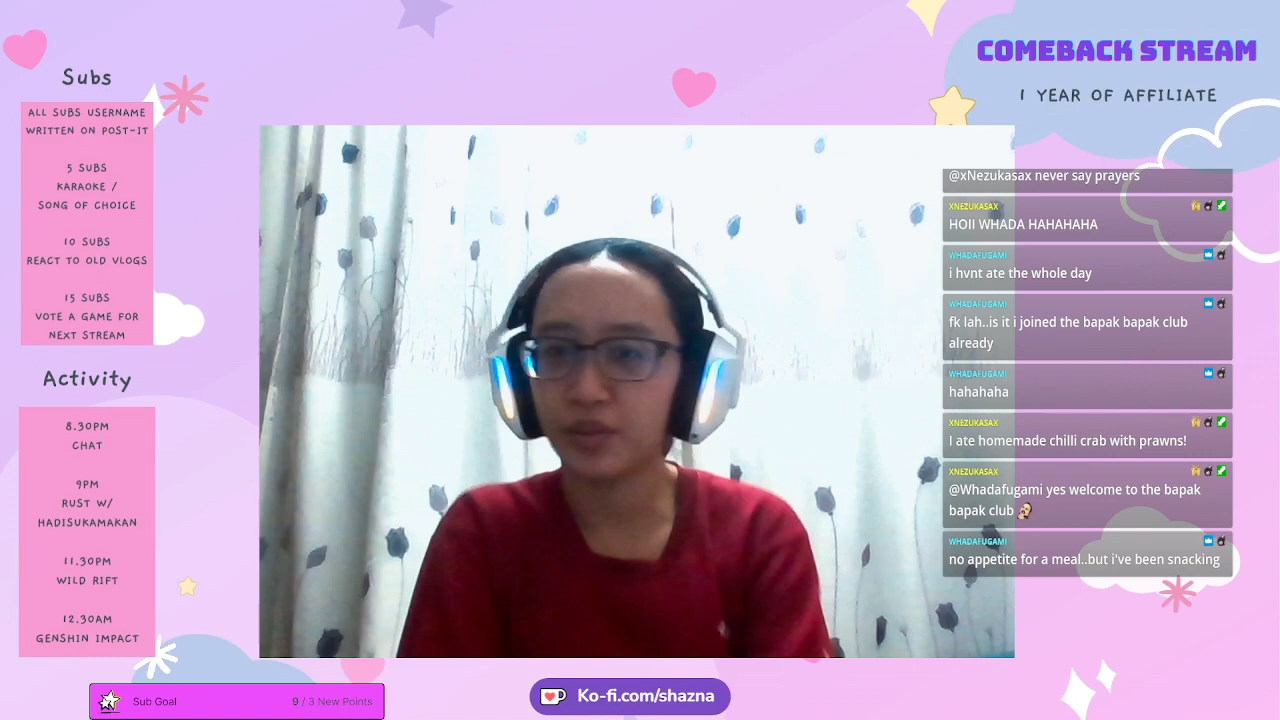 COMEBACK STREAM
1 YEAR OF AFFILIATE
Subs
ALL SUBS USERNAME
WRITTEN ON POST-IT
5 SUBS
KARAOKE /
SONG OF CHOICE
10 SUBS
REACT TO OLD VLOGS
15 SUBS
VOTE A GAME FOR
NEXT STREAM
Activity
8.30PM
CHAT
9PM
RUST W/
HADISUKAMAKAN
11.30PM
WILD RIFT
12.30AM
GENSHIN IMPACT
@xNezukasax never say prayers
XNEZUKASAX
HOII WHADA HAHAHAHA
WHADAFUGAMI
i hvnt ate the whole day
WHADAFUGAMI
fk lah..is it i joined the bapak bapak club
already
WHADAFUGAMI
hahahaha
XNEZUKASAX
I ate homemade chilli crab with prawns!
XNEZUKASAX
@Whadafugami yes welcome to the bapak
bapak club
WHADAFUGAMI
no appetite for a meal..but i've been snacking
Sub Goal
9 / 3 New Points
Ko-fi.com/shazna